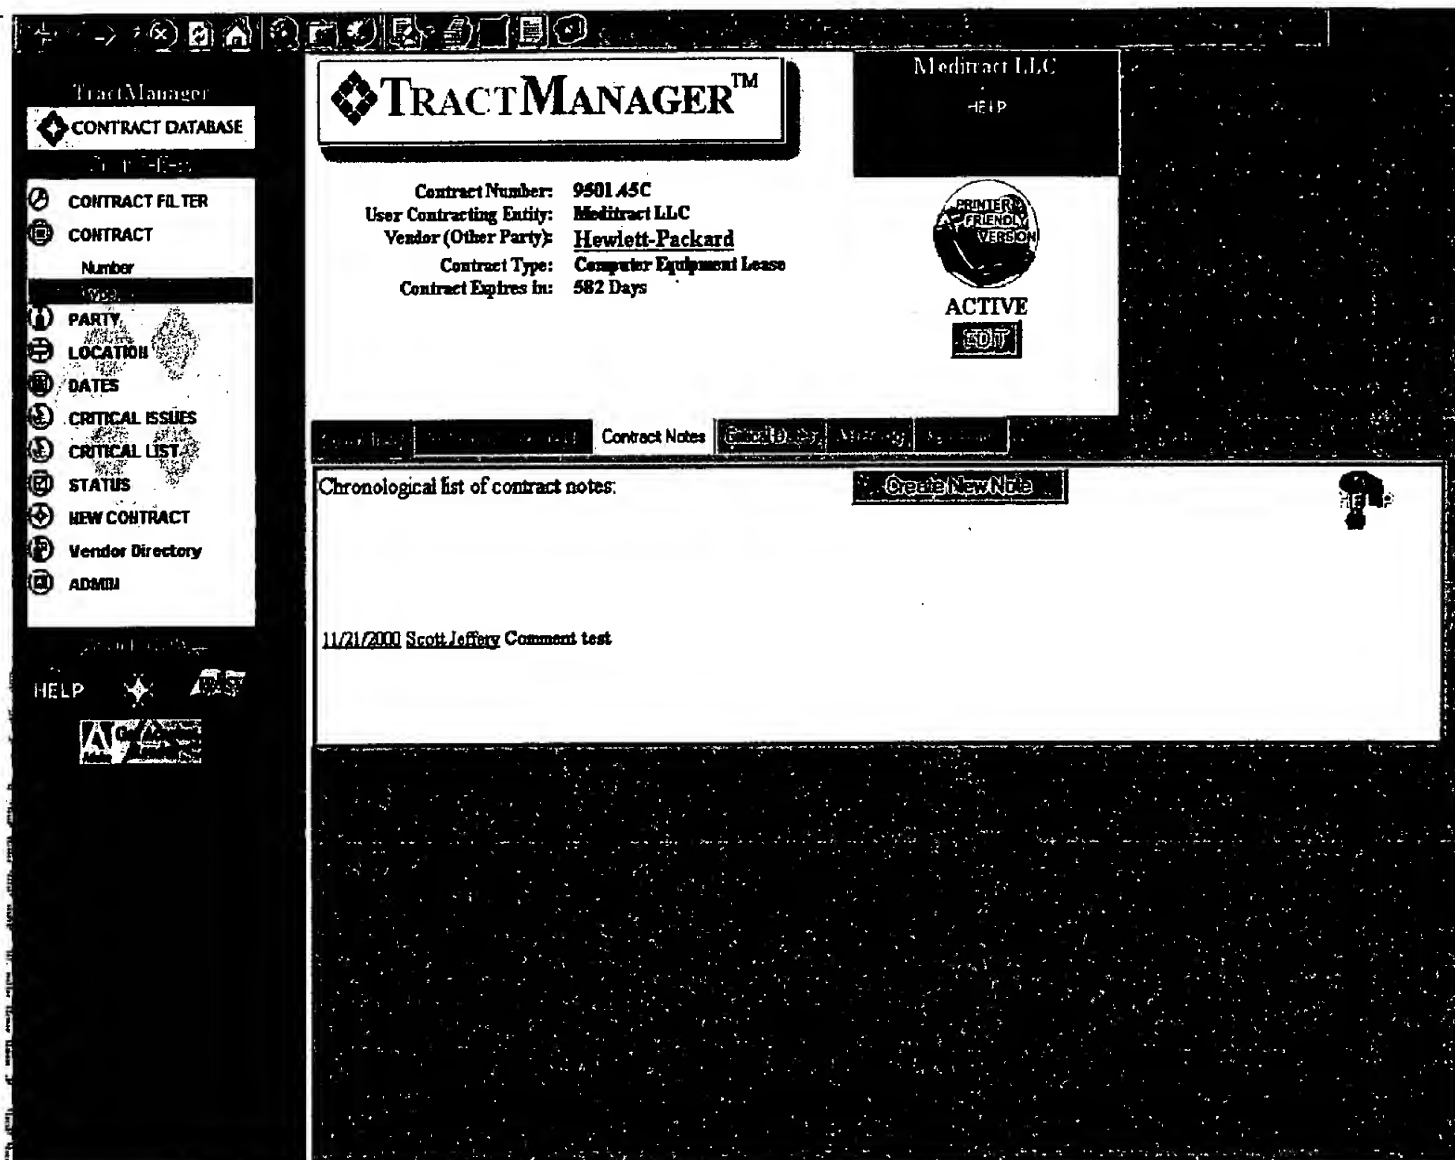 TractManager
CONTRACT DATABASE
CONTRACT FILTER
CONTRACT
Number
Type
PARTY
LOCATION
DATES
CRITICAL ISSUES
CRITICAL LIST
STATUS
NEW CONTRACT
Vendor Directory
ADMIN
HELP
TRACTMANAGER™
Meditract LLC
HELP
Contract Number: 9501.45C
User Contracting Entity: Meditract LLC
Vendor (Other Party): Hewlett-Packard
Contract Type: Computer Equipment Lease
Contract Expires in: 582 Days
PRINTER
FRIENDLY
VERSION
ACTIVE
EDIT
Contract Notes
Chronological list of contract notes:
Create New Note
HELP
11/21/2000 Scott Jeffery Comment test